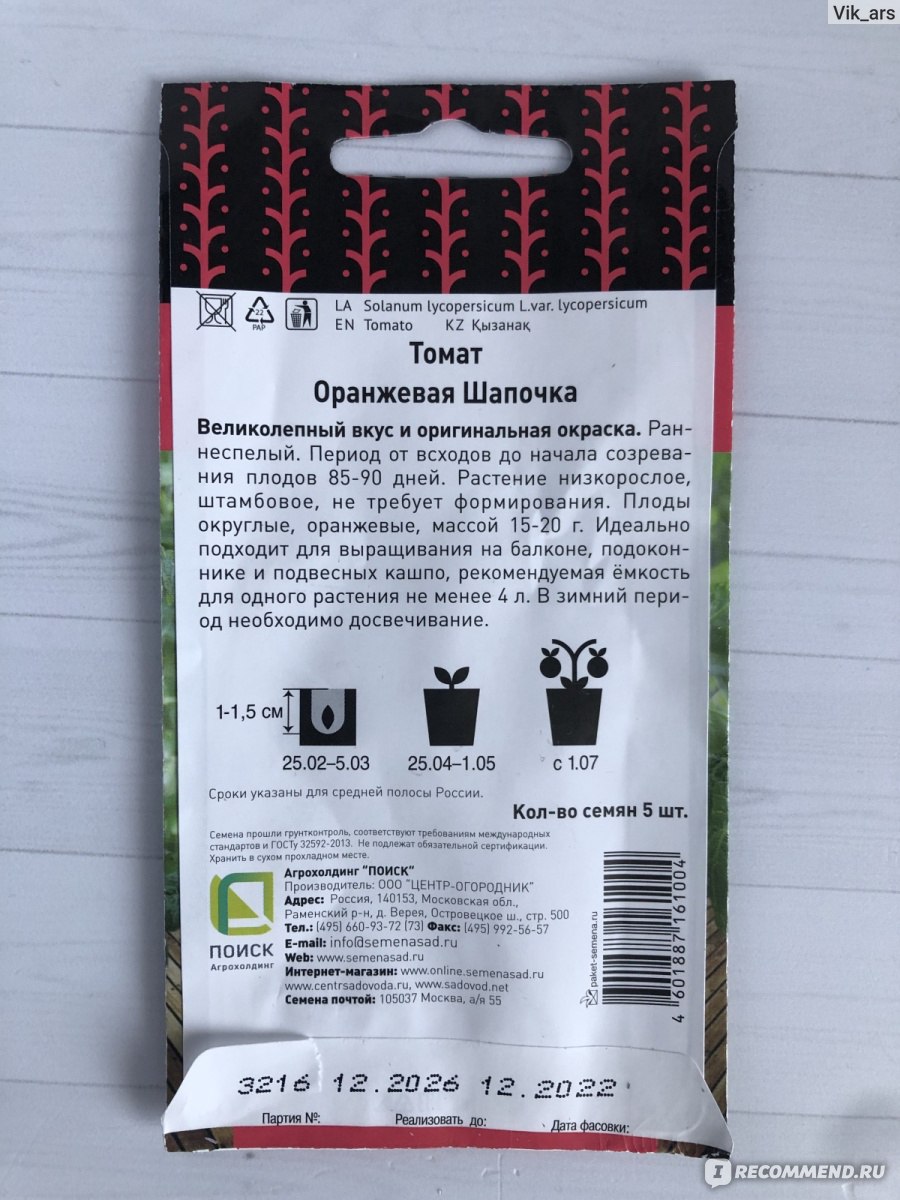 Vik_ars
22
PAP
LA Solanum lycopersicum L.var. lycopersicum
EN Tomato KZ Қызанақ
Томат
Оранжевая Шапочка
Великолепный вкус и оригинальная окраска. Ран-
неспелый. Период от всходов до начала созрева-
ния плодов 85-90 дней. Растение низкорослое,
штамбовое, не требует формирования. Плоды
округлые, оранжевые, массой 15-20 г. Идеально
подходит для выращивания на балконе, подокон-
нике и подвесных кашпо, рекомендуемая ёмкость
для одного растения не менее 4 л. В зимний пери-
од необходимо досвечивание.
1-1,5 см
25.02–5.03 25.04–1.05 с 1.07
Сроки указаны для средней полосы России.
Кол-во семян 5 шт.
Семена прошли грунтконтроль, соответствуют требованиям международных
стандартов и ГОСТу 32592-2013. Не подлежат обязательной сертификации.
Хранить в сухом прохладном месте.
Агрохолдинг "ПОИСК"
Производитель: ООО "ЦЕНТР-ОГОРОДНИК"
Адрес: Россия, 140153, Московская обл.,
Раменский р-н, д. Верея, Островецкое ш., стр. 500
Тел.: (495) 660-93-72 (73) Факс: (495) 992-56-57
E-mail: info@semenasad.ru
Web: www.semenasad.ru
Интернет-магазин: www.online.semenasad.ru
www.centrsadovoda.ru, www.sadovod.net
Семена почтой: 105037 Москва, а/я 55
ПОИСК
Агрохолдинг
paket-semena.ru
4 601887 161004
3216 12.2026 12.2022
Партия №: Реализовать до: Дата фасовки:
IRECOMMEND.RU